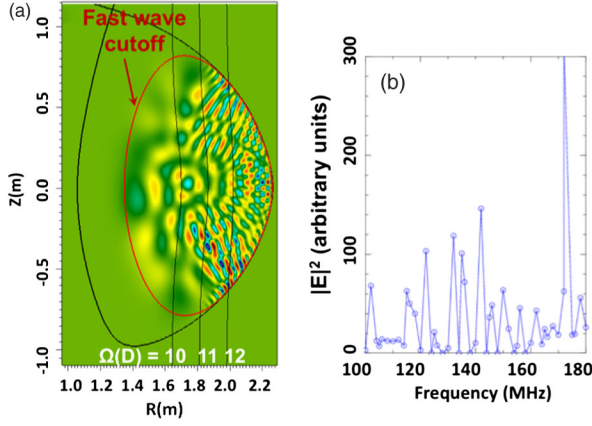 (a)
Fast wave
cutoff
1.0
0.5
0.0
-0.5
-1.0
Z(m)
Ω(D) = 10 11 12
1.0 1.2 1.4 1.6 1.8 2.0 2.2
R(m)
(b)
300
200
100
0
|E|² (arbitrary units)
100 120 140 160 180
Frequency (MHz)